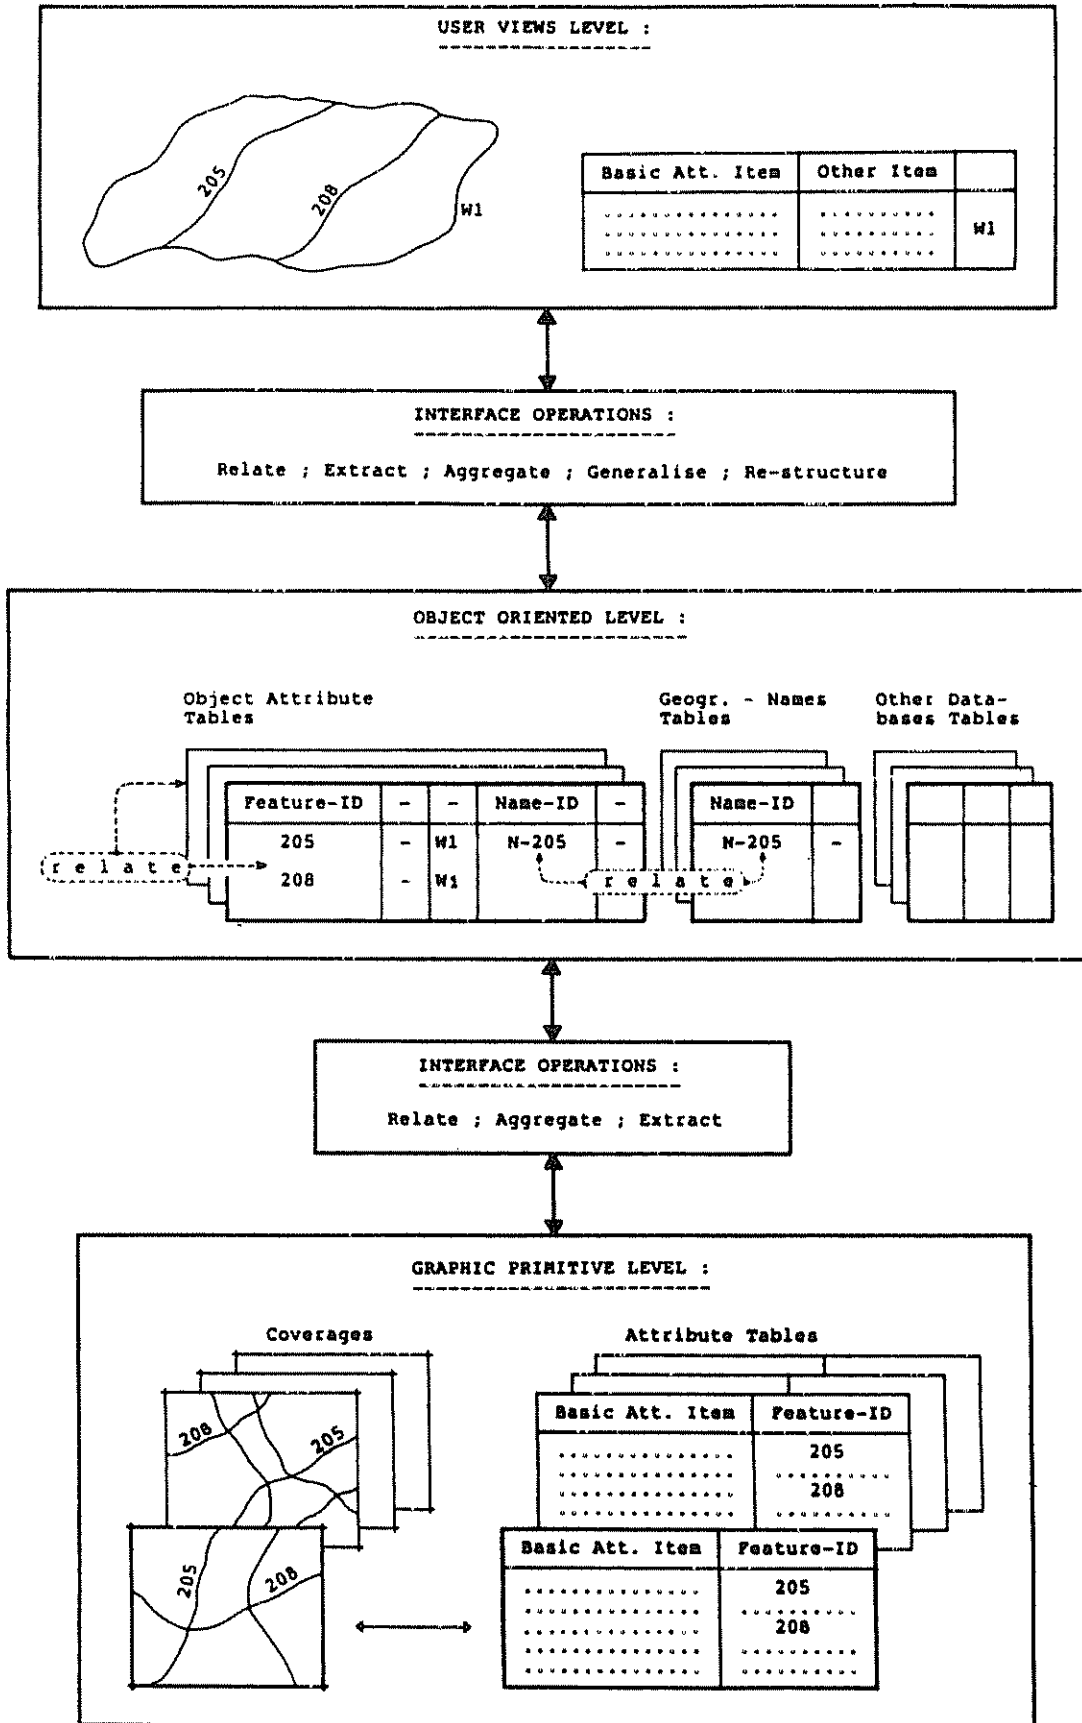 USER VIEWS LEVEL :
205
208
W1
Basic Att. Item Other Item
W1
INTERFACE OPERATIONS :
Relate ; Extract ; Aggregate ; Generalise ; Re-structure
OBJECT ORIENTED LEVEL :
Object Attribute
Tables
Geogr. - Names
Tables
Other Data-
bases Tables
Feature-ID - - Name-ID -
205 - W1 N-205 -
208 - W1
relate
Name-ID
N-205 -
relate
INTERFACE OPERATIONS :
Relate ; Aggregate ; Extract
GRAPHIC PRIMITIVE LEVEL :
Coverages
208
205
205
208
Attribute Tables
Basic Att. Item Feature-ID
205
208
Basic Att. Item Feature-ID
205
208